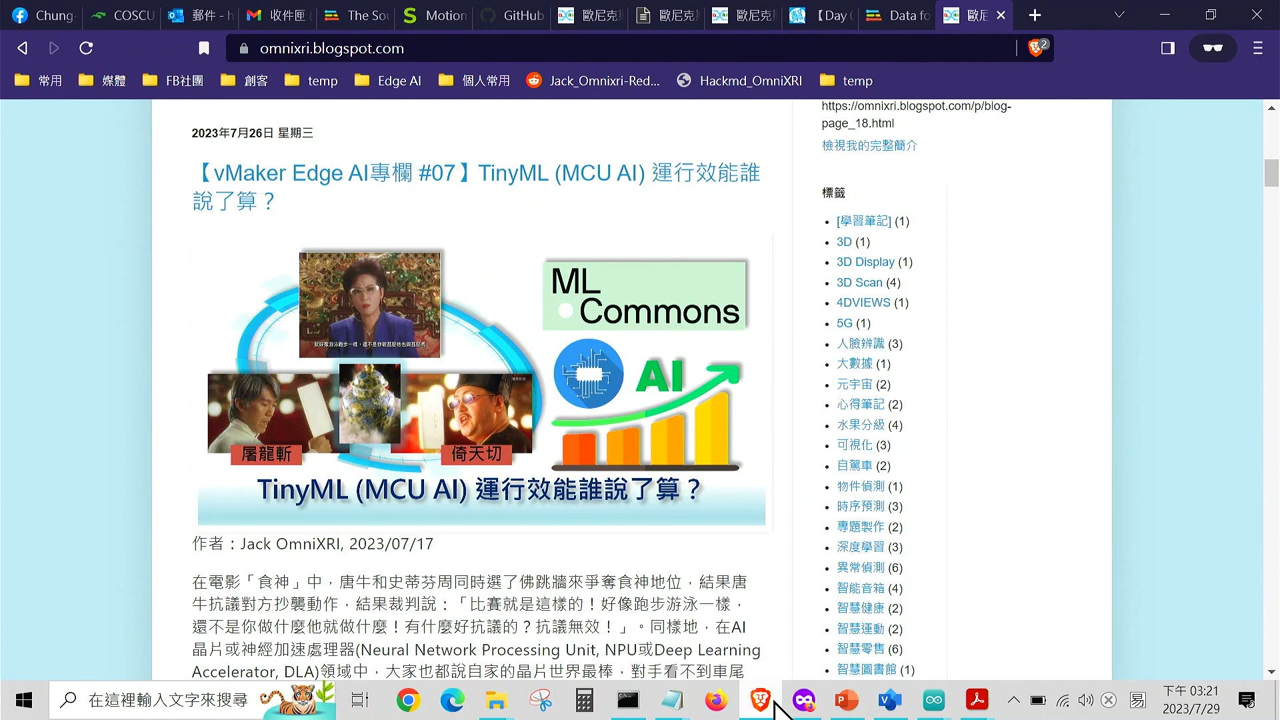 Chung-
COSCU
郵件 - h
收件匣
The Sou
Motion
GitHub
歐尼克
歐尼克
歐尼克
【Day
Data fo
歐尼
omnixri.blogspot.com
2
常用
媒體
FB社團
創客
temp
Edge AI
個人常用
Jack_Omnixri-Red...
Hackmd_OmniXRI
temp
2023年7月26日 星期三
【vMaker Edge AI專欄 #07】TinyML (MCU AI) 運行效能誰
說了算？
ML
Commons
AI
屠龍斬
倚天切
TinyML (MCU AI) 運行效能誰說了算？
作者：Jack OmniXRI, 2023/07/17
在電影「食神」中，唐牛和史蒂芬周同時選了佛跳牆來爭奪食神地位，結果唐
牛抗議對方抄襲動作，結果裁判說：「比賽就是這樣的！好像跑步游泳一樣，
還不是你做什麼他就做什麼！有什麼好抗議的？抗議無效！」。同樣地，在AI
晶片或神經加速處理器(Neural Network Processing Unit, NPU或Deep Learning
Accelerator, DLA)領域中，大家也都說自家的晶片世界最棒，對手看不到車尾
https://omnixri.blogspot.com/p/blog-
page_18.html
檢視我的完整簡介
標籤
[學習筆記] (1)
3D (1)
3D Display (1)
3D Scan (4)
4DVIEWS (1)
5G (1)
人臉辨識 (3)
大數據 (1)
元宇宙 (2)
心得筆記 (2)
水果分級 (4)
可視化 (3)
自駕車 (2)
物件偵測 (1)
時序預測 (3)
專題製作 (2)
深度學習 (3)
異常偵測 (6)
智能音箱 (4)
智慧健康 (2)
智慧運動 (2)
智慧零售 (6)
智慧圖書館 (1)
在這裡輸入文字來搜尋
易
下午 03:21
2023/7/29